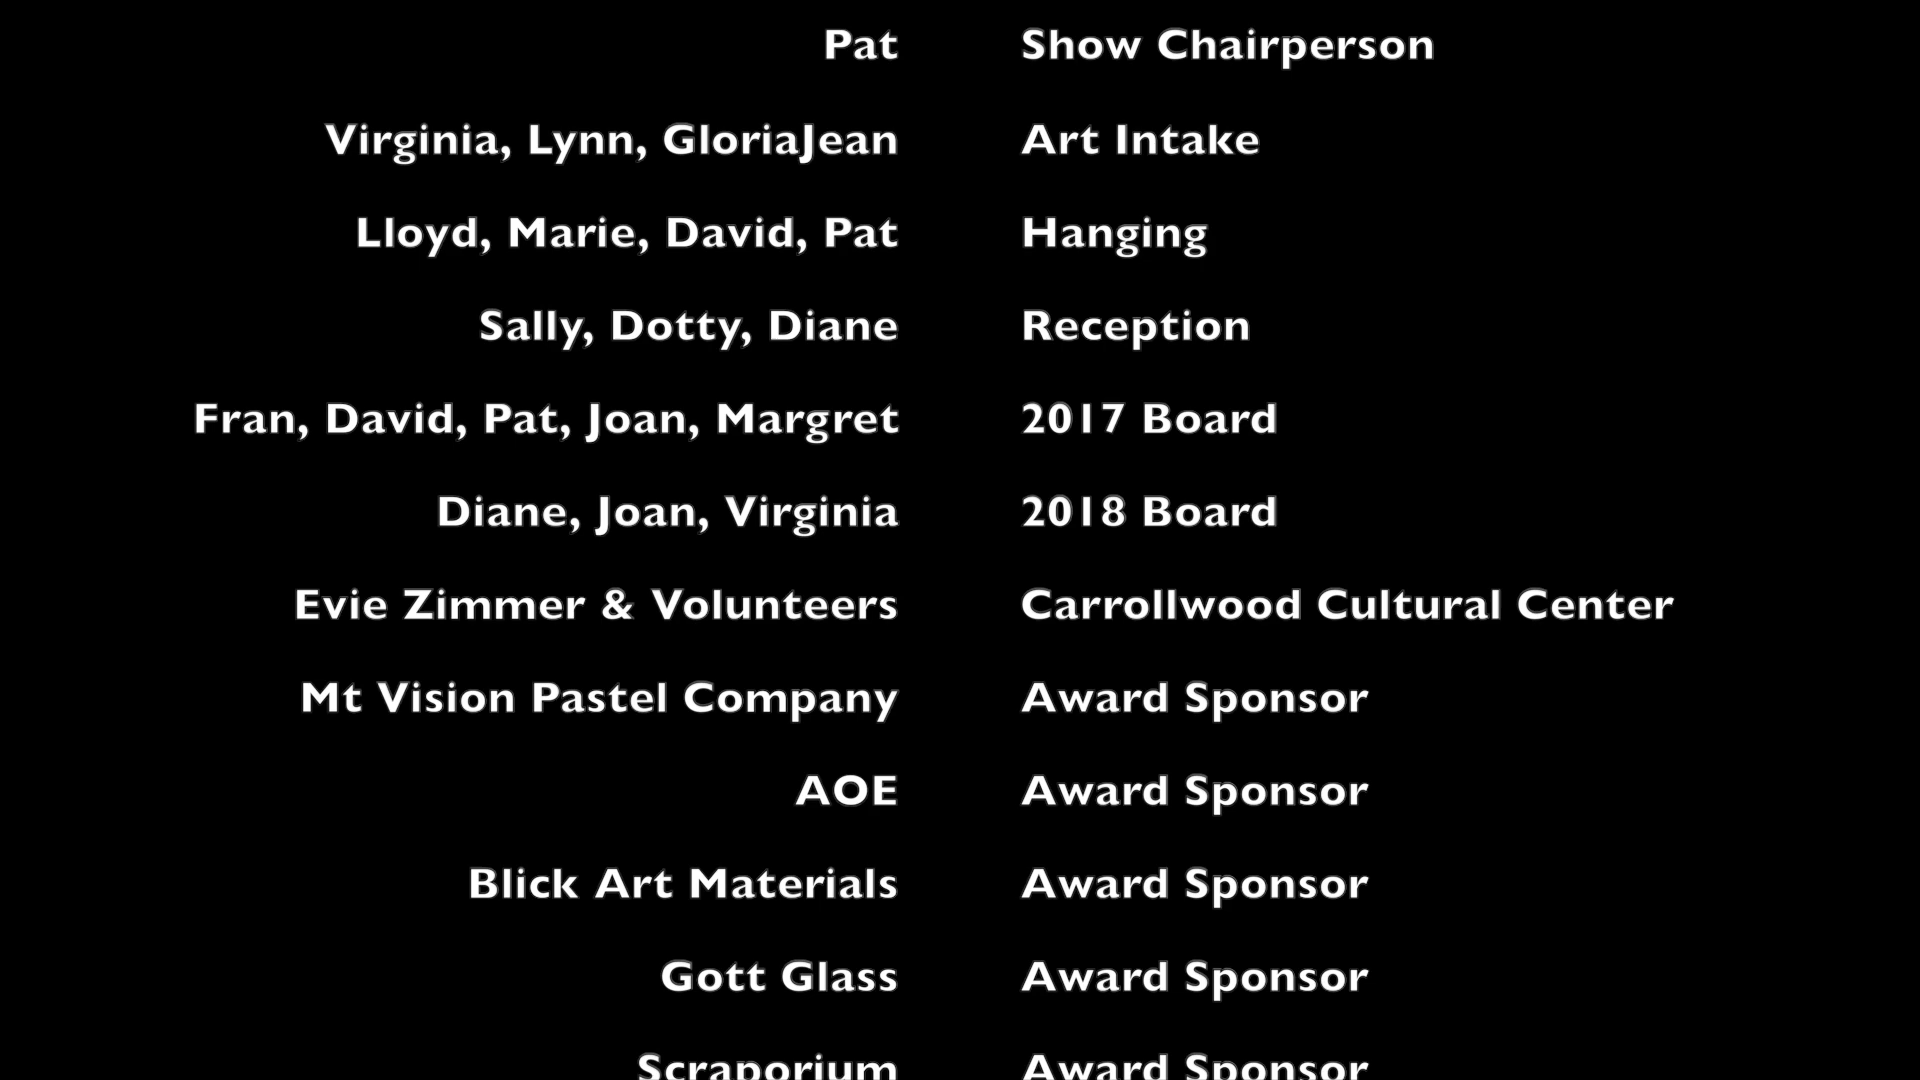 Pat Show Chairperson
Virginia, Lynn, GloriaJean Art Intake
Lloyd, Marie, David, Pat Hanging
Sally, Dotty, Diane Reception
Fran, David, Pat, Joan, Margret 2017 Board
Diane, Joan, Virginia 2018 Board
Evie Zimmer & Volunteers Carrollwood Cultural Center
Mt Vision Pastel Company Award Sponsor
AOE Award Sponsor
Blick Art Materials Award Sponsor
Gott Glass Award Sponsor
Scraporium Award Sponsor